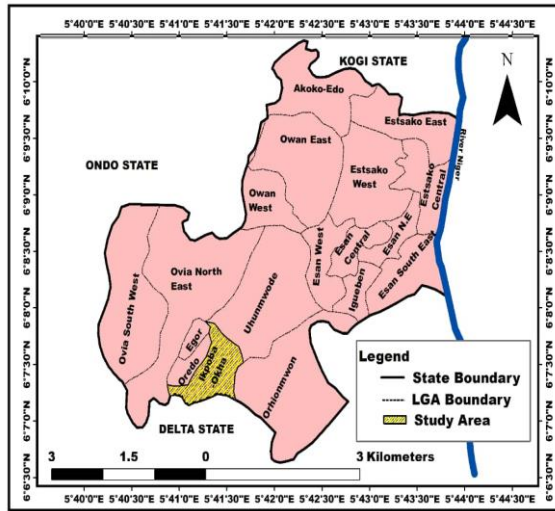 5°40'0"E 5°40'30"E 5°41'0"E 5°41'30"E 5°42'0"E 5°42'30"E 5°43'0"E 5°43'30"E 5°44'0"E 5°44'30"E
6°10'0"N
6°9'30"N
6°9'0"N
6°8'30"N
6°8'0"N
6°7'30"N
6°7'0"N
6°6'30"N
KOGI STATE
N
Akoko-Edo
Estsako East
Owan East
River Niger
ONDO STATE
Estsako
West
Estsako
Central
Owan
West
Esan West
Esan
Central
Esan N.E
Ovia North
East
Igueben
Esan South East
Ovia South West
Uhunmwode
Egor
Oredo
Ikpoba
-Okha
Orhionmwon
DELTA STATE
Legend
State Boundary
LGA Boundary
Study Area
3 1.5 0 3 Kilometers
6°10'0"N
6°9'30"N
6°9'0"N
6°8'30"N
6°8'0"N
6°7'30"N
6°7'0"N
6°6'30"N
5°40'0"E 5°40'30"E 5°41'0"E 5°41'30"E 5°42'0"E 5°42'30"E 5°43'0"E 5°43'30"E 5°44'0"E 5°44'30"E